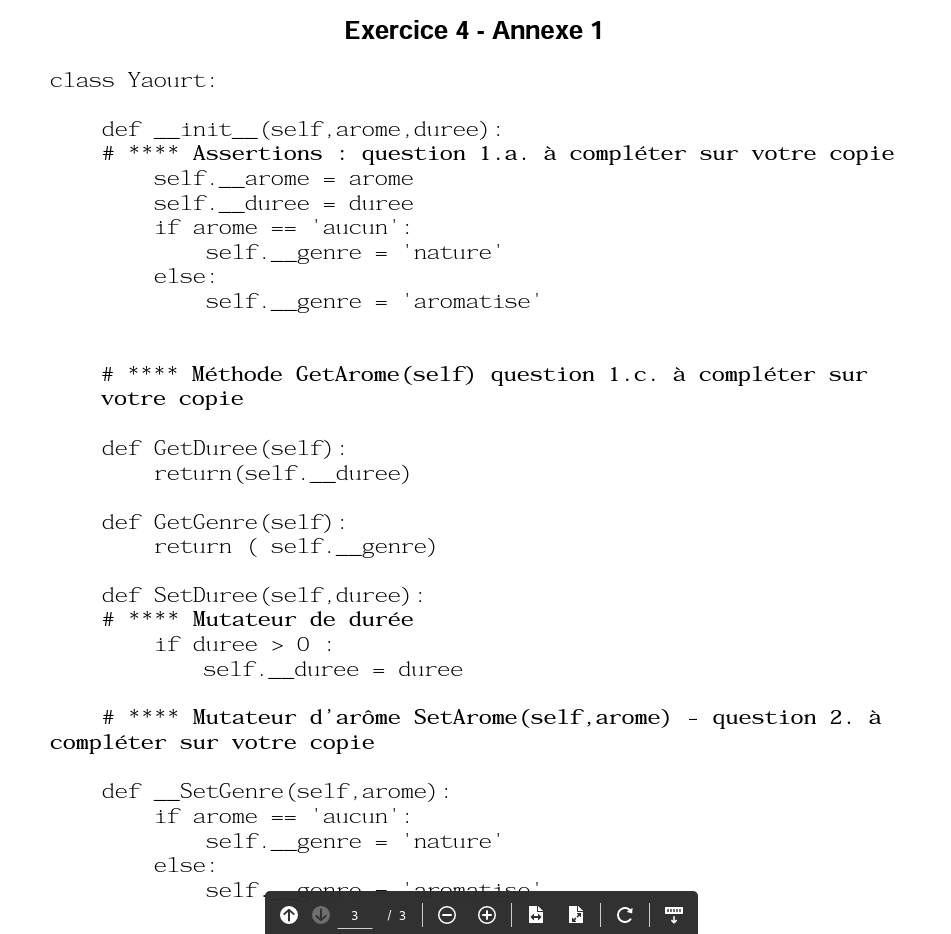 Exercice 4 - Annexe 1
class Yaourt:
def __init__(self,arome,duree):
# **** Assertions : question 1.a. à compléter sur votre copie
self.__arome = arome
self.__duree = duree
if arome == 'aucun':
self.__genre = 'nature'
else:
self.__genre = 'aromatise'
# **** Méthode GetArome(self) question 1.c. à compléter sur
votre copie
def GetDuree(self):
return(self.__duree)
def GetGenre(self):
return ( self.__genre)
def SetDuree(self,duree):
# **** Mutateur de durée
if duree > 0 :
self.__duree = duree
# **** Mutateur d’arôme SetArome(self,arome) – question 2. à
compléter sur votre copie
def __SetGenre(self,arome):
if arome == 'aucun':
self.__genre = 'nature'
else:
self.__genre = 'aromatise'
3 / 3